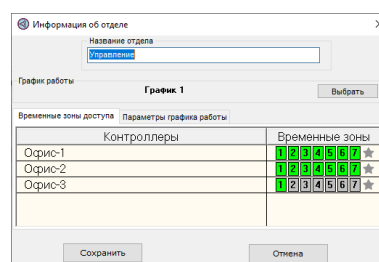 Информация об отделе
Название отдела
Управление
График работы
График 1
Выбрать
Временные зоны доступа Параметры графика работы
Контроллеры Временные зоны
Офис-1 1 2 3 4 5 6 7
Офис-2 1 2 3 4 5 6 7
Офис-3 1 2 3 4 5 6 7
Сохранить Отмена